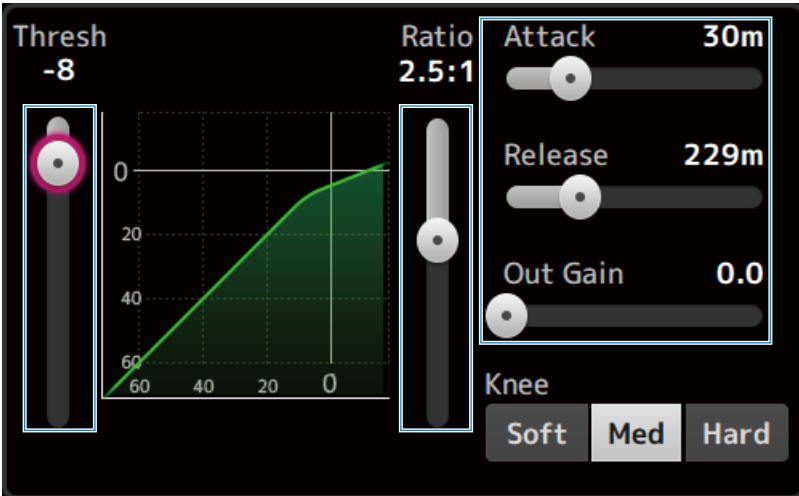 Thresh
-8
Ratio
2.5:1
Attack 30m
Release 229m
Out Gain 0.0
0
20
40
60
60 40 20 0
Knee
Soft Med Hard